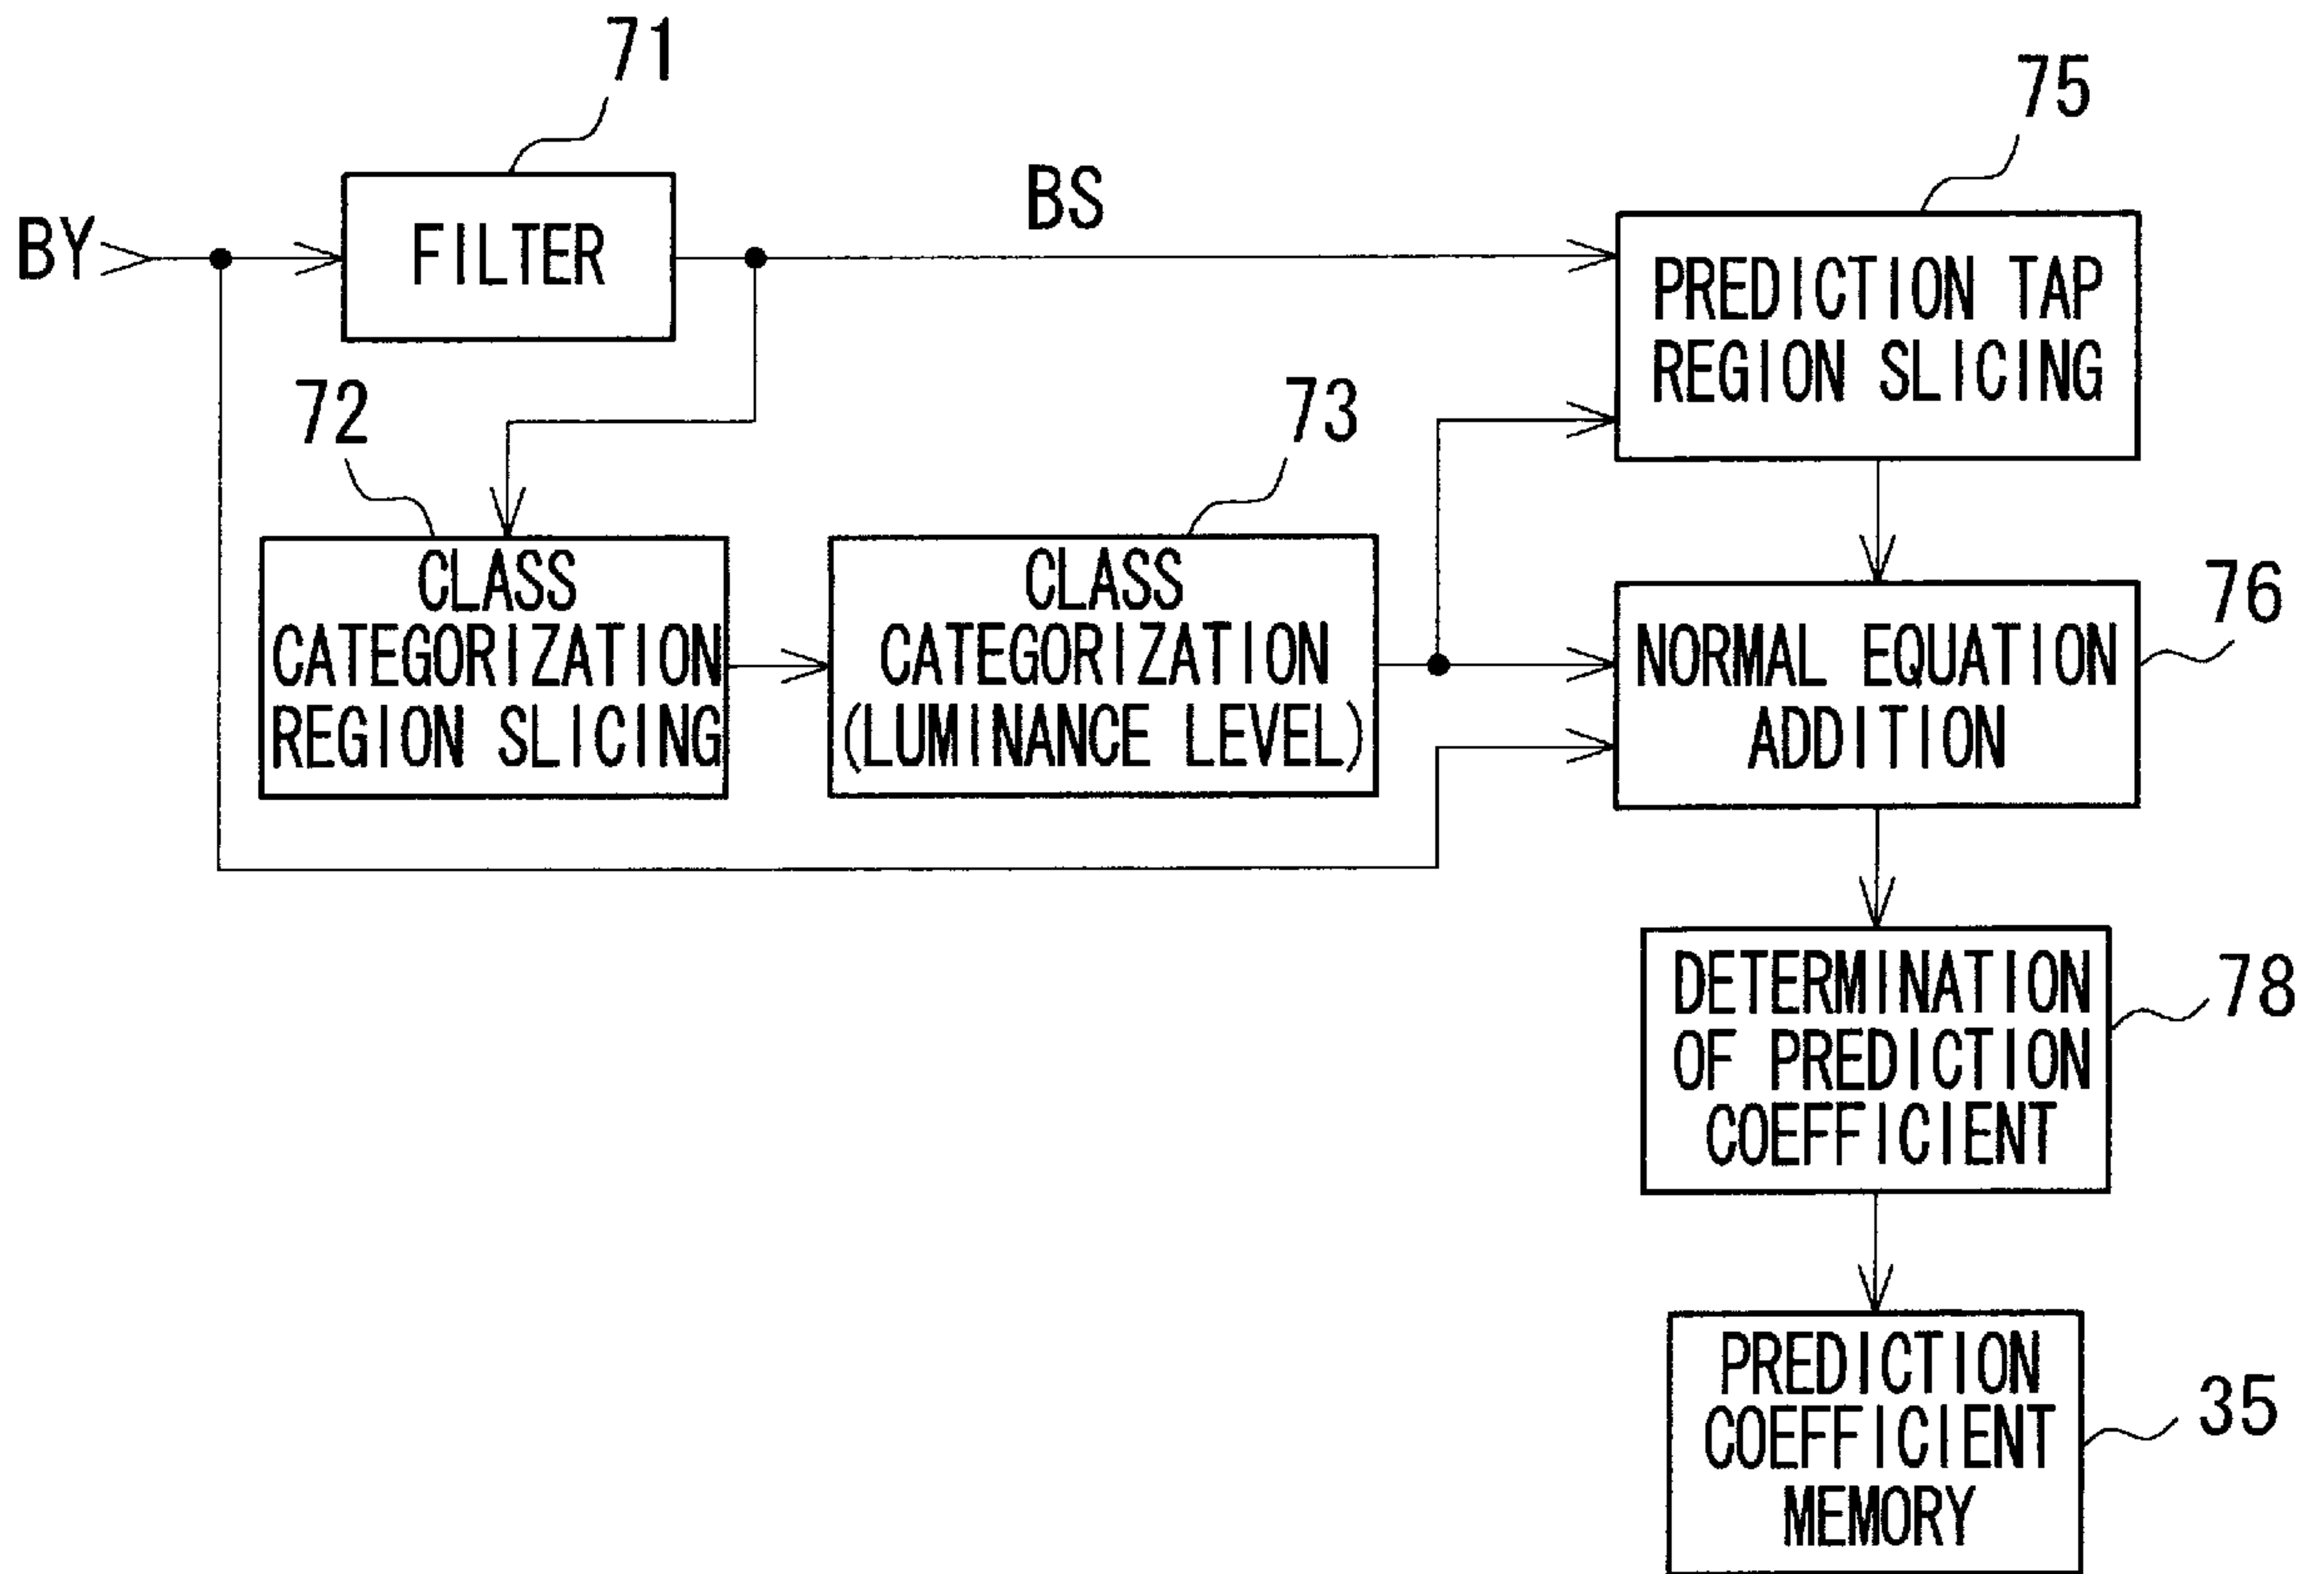 71
75
BY
FILTER
BS
PREDICTION TAP
REGION SLICING
72
73
CLASS
CATEGORIZATION
REGION SLICING
CLASS
CATEGORIZATION
(LUMINANCE LEVEL)
76
NORMAL EQUATION
ADDITION
DETERMINATION
OF PREDICTION
COEFFICIENT
78
PREDICTION
COEFFICIENT
MEMORY
35